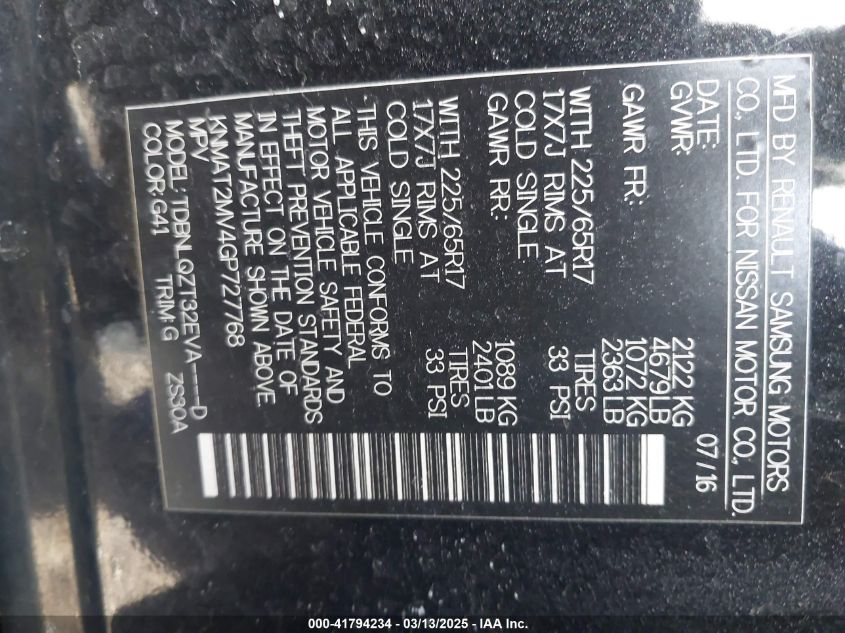 MFD BY RENAULT SAMSUNG MOTORS
CO., LTD. FOR NISSAN MOTOR CO., LTD.
DATE: 07/16
GVWR: 2122 KG
4679LB
GAWR FR: 1072 KG
2363 LB
WITH 225/65R17 TIRES
17X7J RIMS AT 33 PSI
COLD SINGLE
GAWR RR: 1089 KG
2401LB
WITH 225/65R17 TIRES
17X7J RIMS AT 33 PSI
COLD SINGLE
THIS VEHICLE CONFORMS TO
ALL APPLICABLE FEDERAL
MOTOR VEHICLE SAFETY AND
THEFT PREVENTION STANDARDS
IN EFFECT ON THE DATE OF
MANUFACTURE SHOWN ABOVE.
KNMAT2MV4GP727768
MPV
MODEL: TDBNLQZT32EVA----D
COLOR: G41 TRIM: G ZS30A
000-41794234 - 03/13/2025 - IAA Inc.